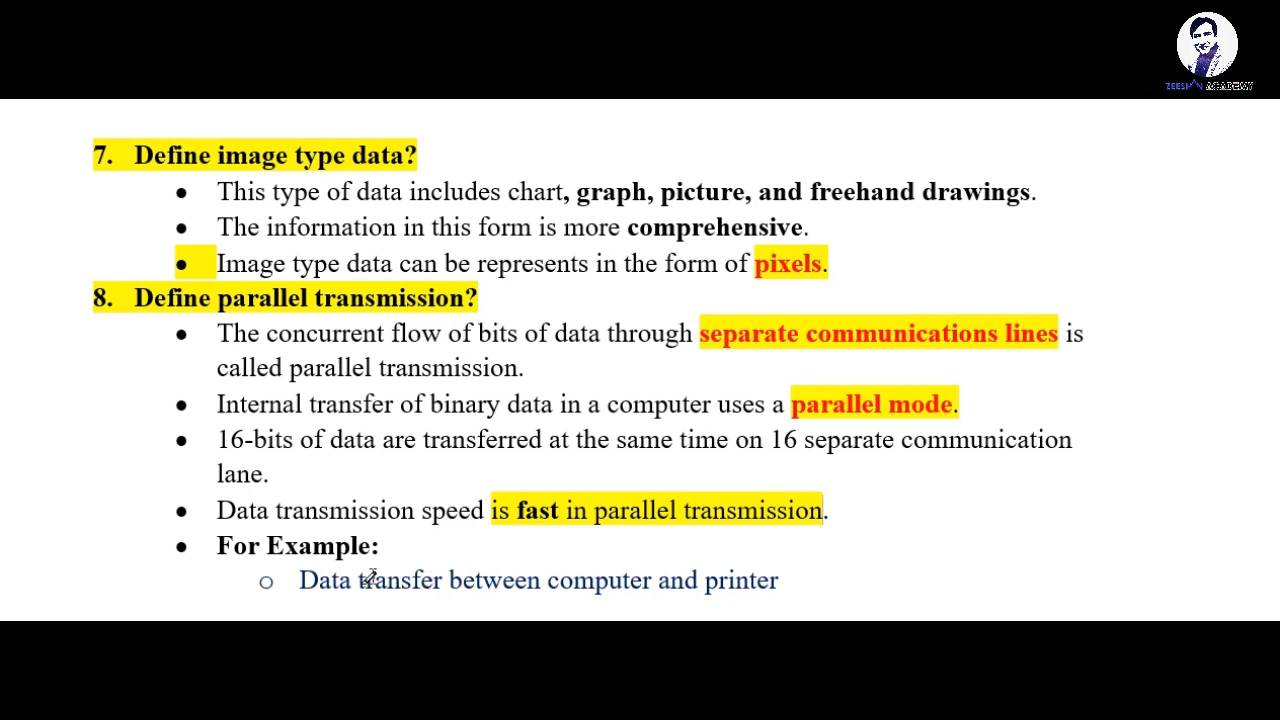 ZEESHAN ACADEMY
7. Define image type data?
• This type of data includes chart, graph, picture, and freehand drawings.
• The information in this form is more comprehensive.
• Image type data can be represents in the form of pixels.
8. Define parallel transmission?
• The concurrent flow of bits of data through separate communications lines is
called parallel transmission.
• Internal transfer of binary data in a computer uses a parallel mode.
• 16-bits of data are transferred at the same time on 16 separate communication
lane.
• Data transmission speed is fast in parallel transmission.
• For Example:
o Data transfer between computer and printer